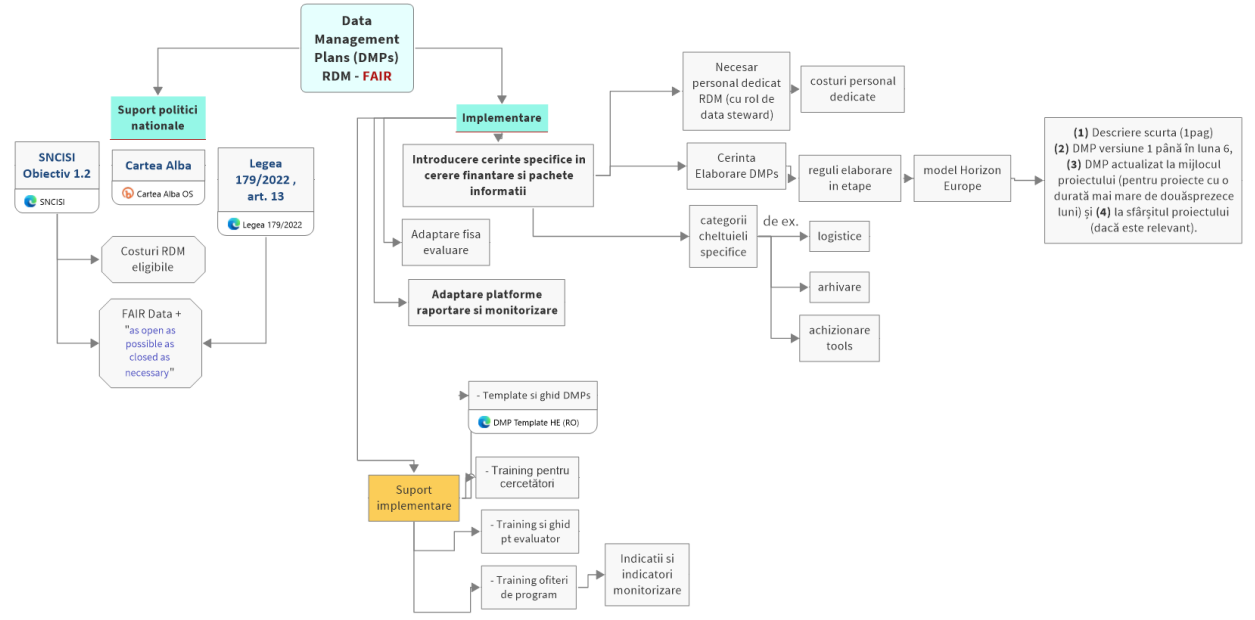 Data
Management
Plans (DMPs)
RDM - FAIR
Suport politici
nationale
SNCISI
Obiectiv 1.2
SNCISI
Cartea Alba
Cartea Alba OS
Legea
179/2022 ,
art. 13
Legea 179/2022
Costuri RDM
eligibile
FAIR Data +
"as open as
possible as
closed as
necessary"
Implementare
Introducere cerinte specifice in
cerere finantare si pachete
informatii
Adaptare fisa
evaluare
Adaptare platforme
raportare si monitorizare
Necesar
personal dedicat
RDM (cu rol de
data steward)
costuri personal
dedicate
Cerinta
Elaborare DMPs
reguli elaborare
in etape
model Horizon
Europe
(1) Descriere scurta (1pag)
(2) DMP versiune 1 până în luna 6,
(3) DMP actualizat la mijlocul
proiectului (pentru proiecte cu o
durată mai mare de douăsprezece
luni) și (4) la sfârșitul proiectului
(dacă este relevant).
categorii
cheltuieli
specifice
de ex.
logistice
arhivare
achizionare
tools
Suport
implementare
- Template si ghid DMPs
DMP Template HE (RO)
- Training pentru
cercetători
- Training si ghid
pt evaluator
- Training ofiteri
de program
Indicatii si
indicatori
monitorizare